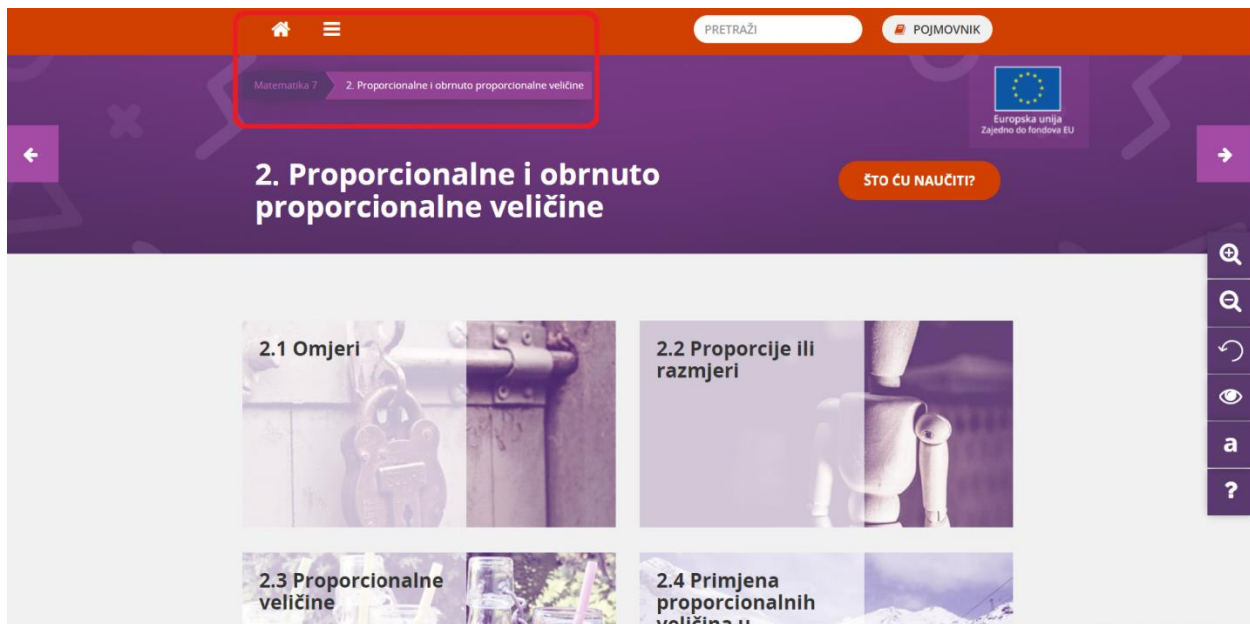 PRETRAŽI
POJMOVNIK
Matematika 7
2. Proporcionalne i obrnuto proporcionalne veličine
Europska unija
Zajedno do fondova EU
2. Proporcionalne i obrnuto
proporcionalne veličine
ŠTO ĆU NAUČITI?
2.1 Omjeri
2.2 Proporcije ili
razmjeri
a
?
2.3 Proporcionalne
veličine
2.4 Primjena
proporcionalnih
veličina u